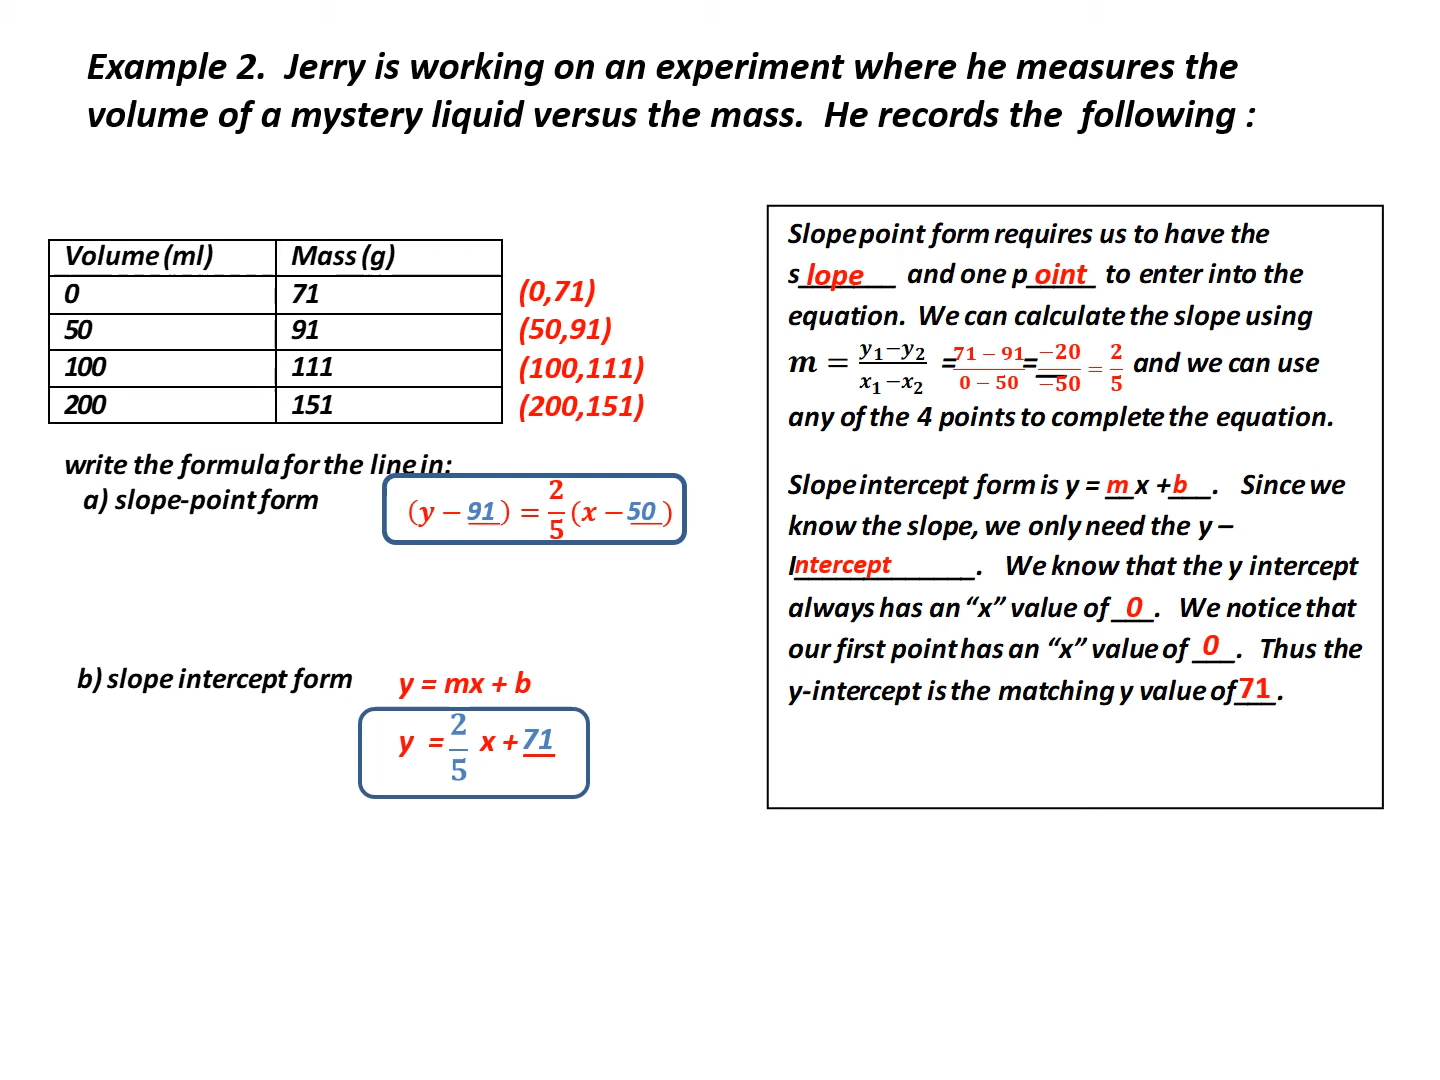 Example 2. Jerry is working on an experiment where he measures the
volume of a mystery liquid versus the mass. He records the following :
Volume (ml) Mass (g)
0 71 (0,71)
50 91 (50,91)
100 111 (100,111)
200 151 (200,151)
write the formula for the line in:
a) slope-point form (y − 91) = 2/5 (x − 50)
b) slope intercept form y = mx + b
y = 2/5 x + 71
Slope point form requires us to have the
slope and one point to enter into the
equation. We can calculate the slope using
m = y₁−y₂/x₁−x₂ = 71 − 91/0 − 50 = −20/−50 = 2/5 and we can use
any of the 4 points to complete the equation.
Slope intercept form is y = m x + b. Since we
know the slope, we only need the y –
Intercept. We know that the y intercept
always has an “x” value of 0. We notice that
our first point has an “x” value of 0. Thus the
y-intercept is the matching y value of 71.